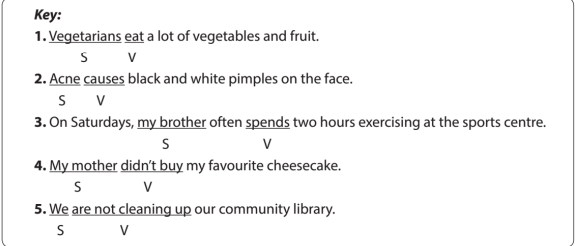 Key:
1. Vegetarians eat a lot of vegetables and fruit.
S V
2. Acne causes black and white pimples on the face.
S V
3. On Saturdays, my brother often spends two hours exercising at the sports centre.
S V
4. My mother didn't buy my favourite cheesecake.
S V
5. We are not cleaning up our community library.
S V